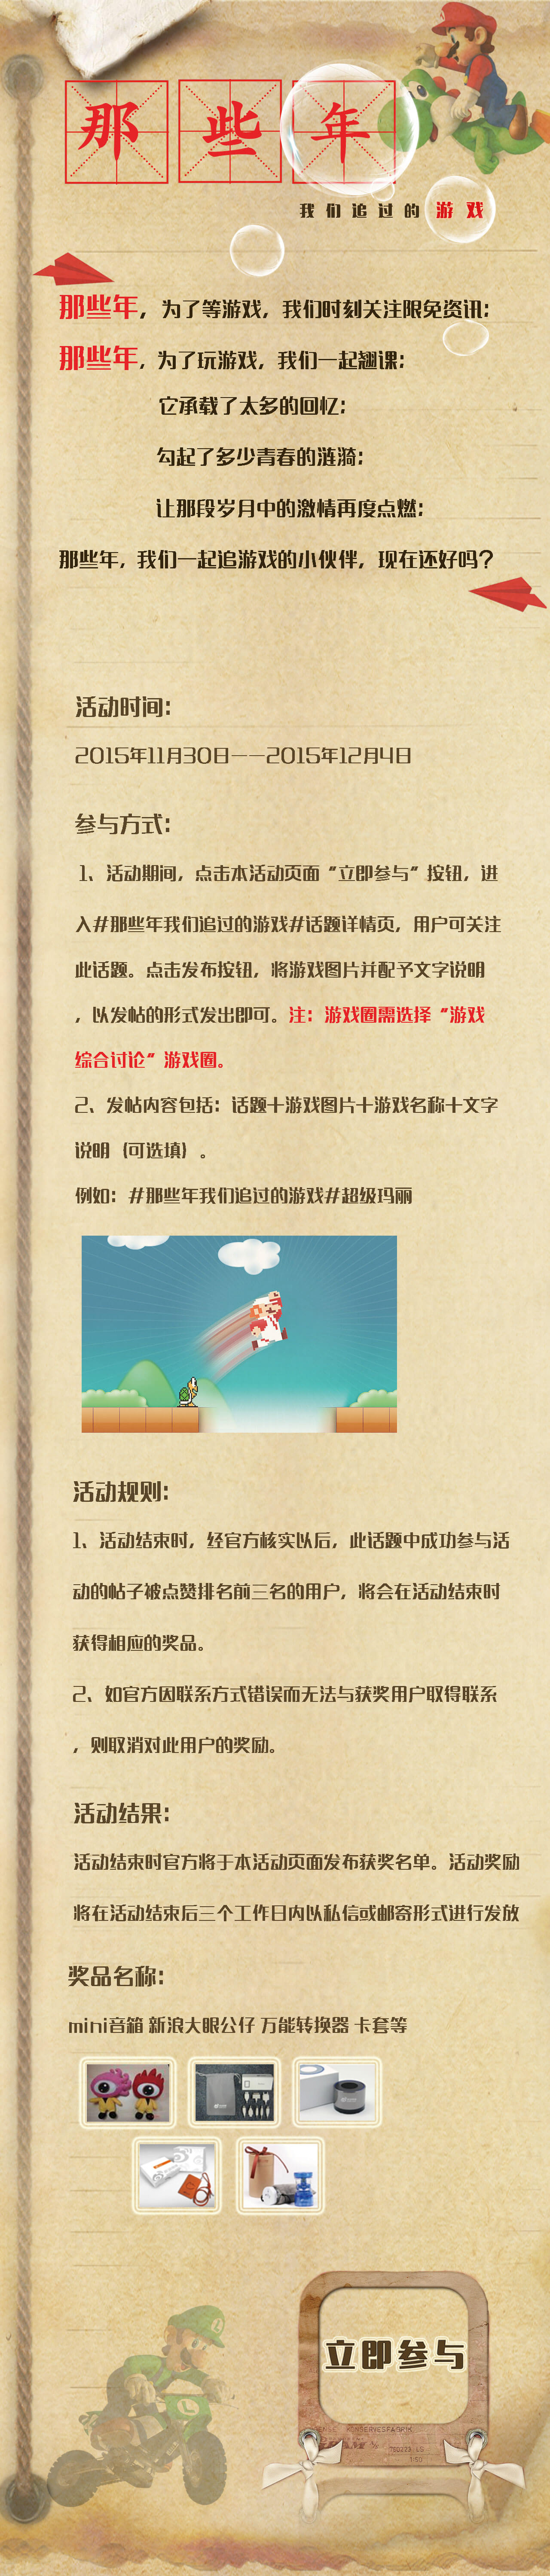 那些年
我们追过的游戏
那些年，为了等游戏，我们时刻关注限免资讯：
那些年，为了玩游戏，我们一起翘课：
它承载了太多的回忆：
勾起了多少青春的涟漪：
让那段岁月中的激情再度点燃：
那些年，我们一起追游戏的小伙伴，现在还好吗？
活动时间：
2015年11月30日——2015年12月4日
参与方式：
1、活动期间，点击本活动页面“立即参与”按钮，进
入#那些年我们追过的游戏#话题详情页，用户可关注
此话题。点击发布按钮，将游戏图片并配予文字说明
，以发帖的形式发出即可。注：游戏圈需选择“游戏
综合讨论”游戏圈。
2、发帖内容包括：话题+游戏图片+游戏名称+文字
说明（可选填）。
例如：#那些年我们追过的游戏#超级玛丽
活动规则：
1、活动结束时，经官方核实以后，此话题中成功参与活
动的帖子被点赞排名前三名的用户，将会在活动结束时
获得相应的奖品。
2、如官方因联系方式错误而无法与获奖用户取得联系
，则取消对此用户的奖励。
活动结果：
活动结束时官方将于本活动页面发布获奖名单。活动奖励
将在活动结束后三个工作日内以私信或邮寄形式进行发放
奖品名称：
mini音箱 新浪大眼公仔 万能转换器 卡套等
立即参与